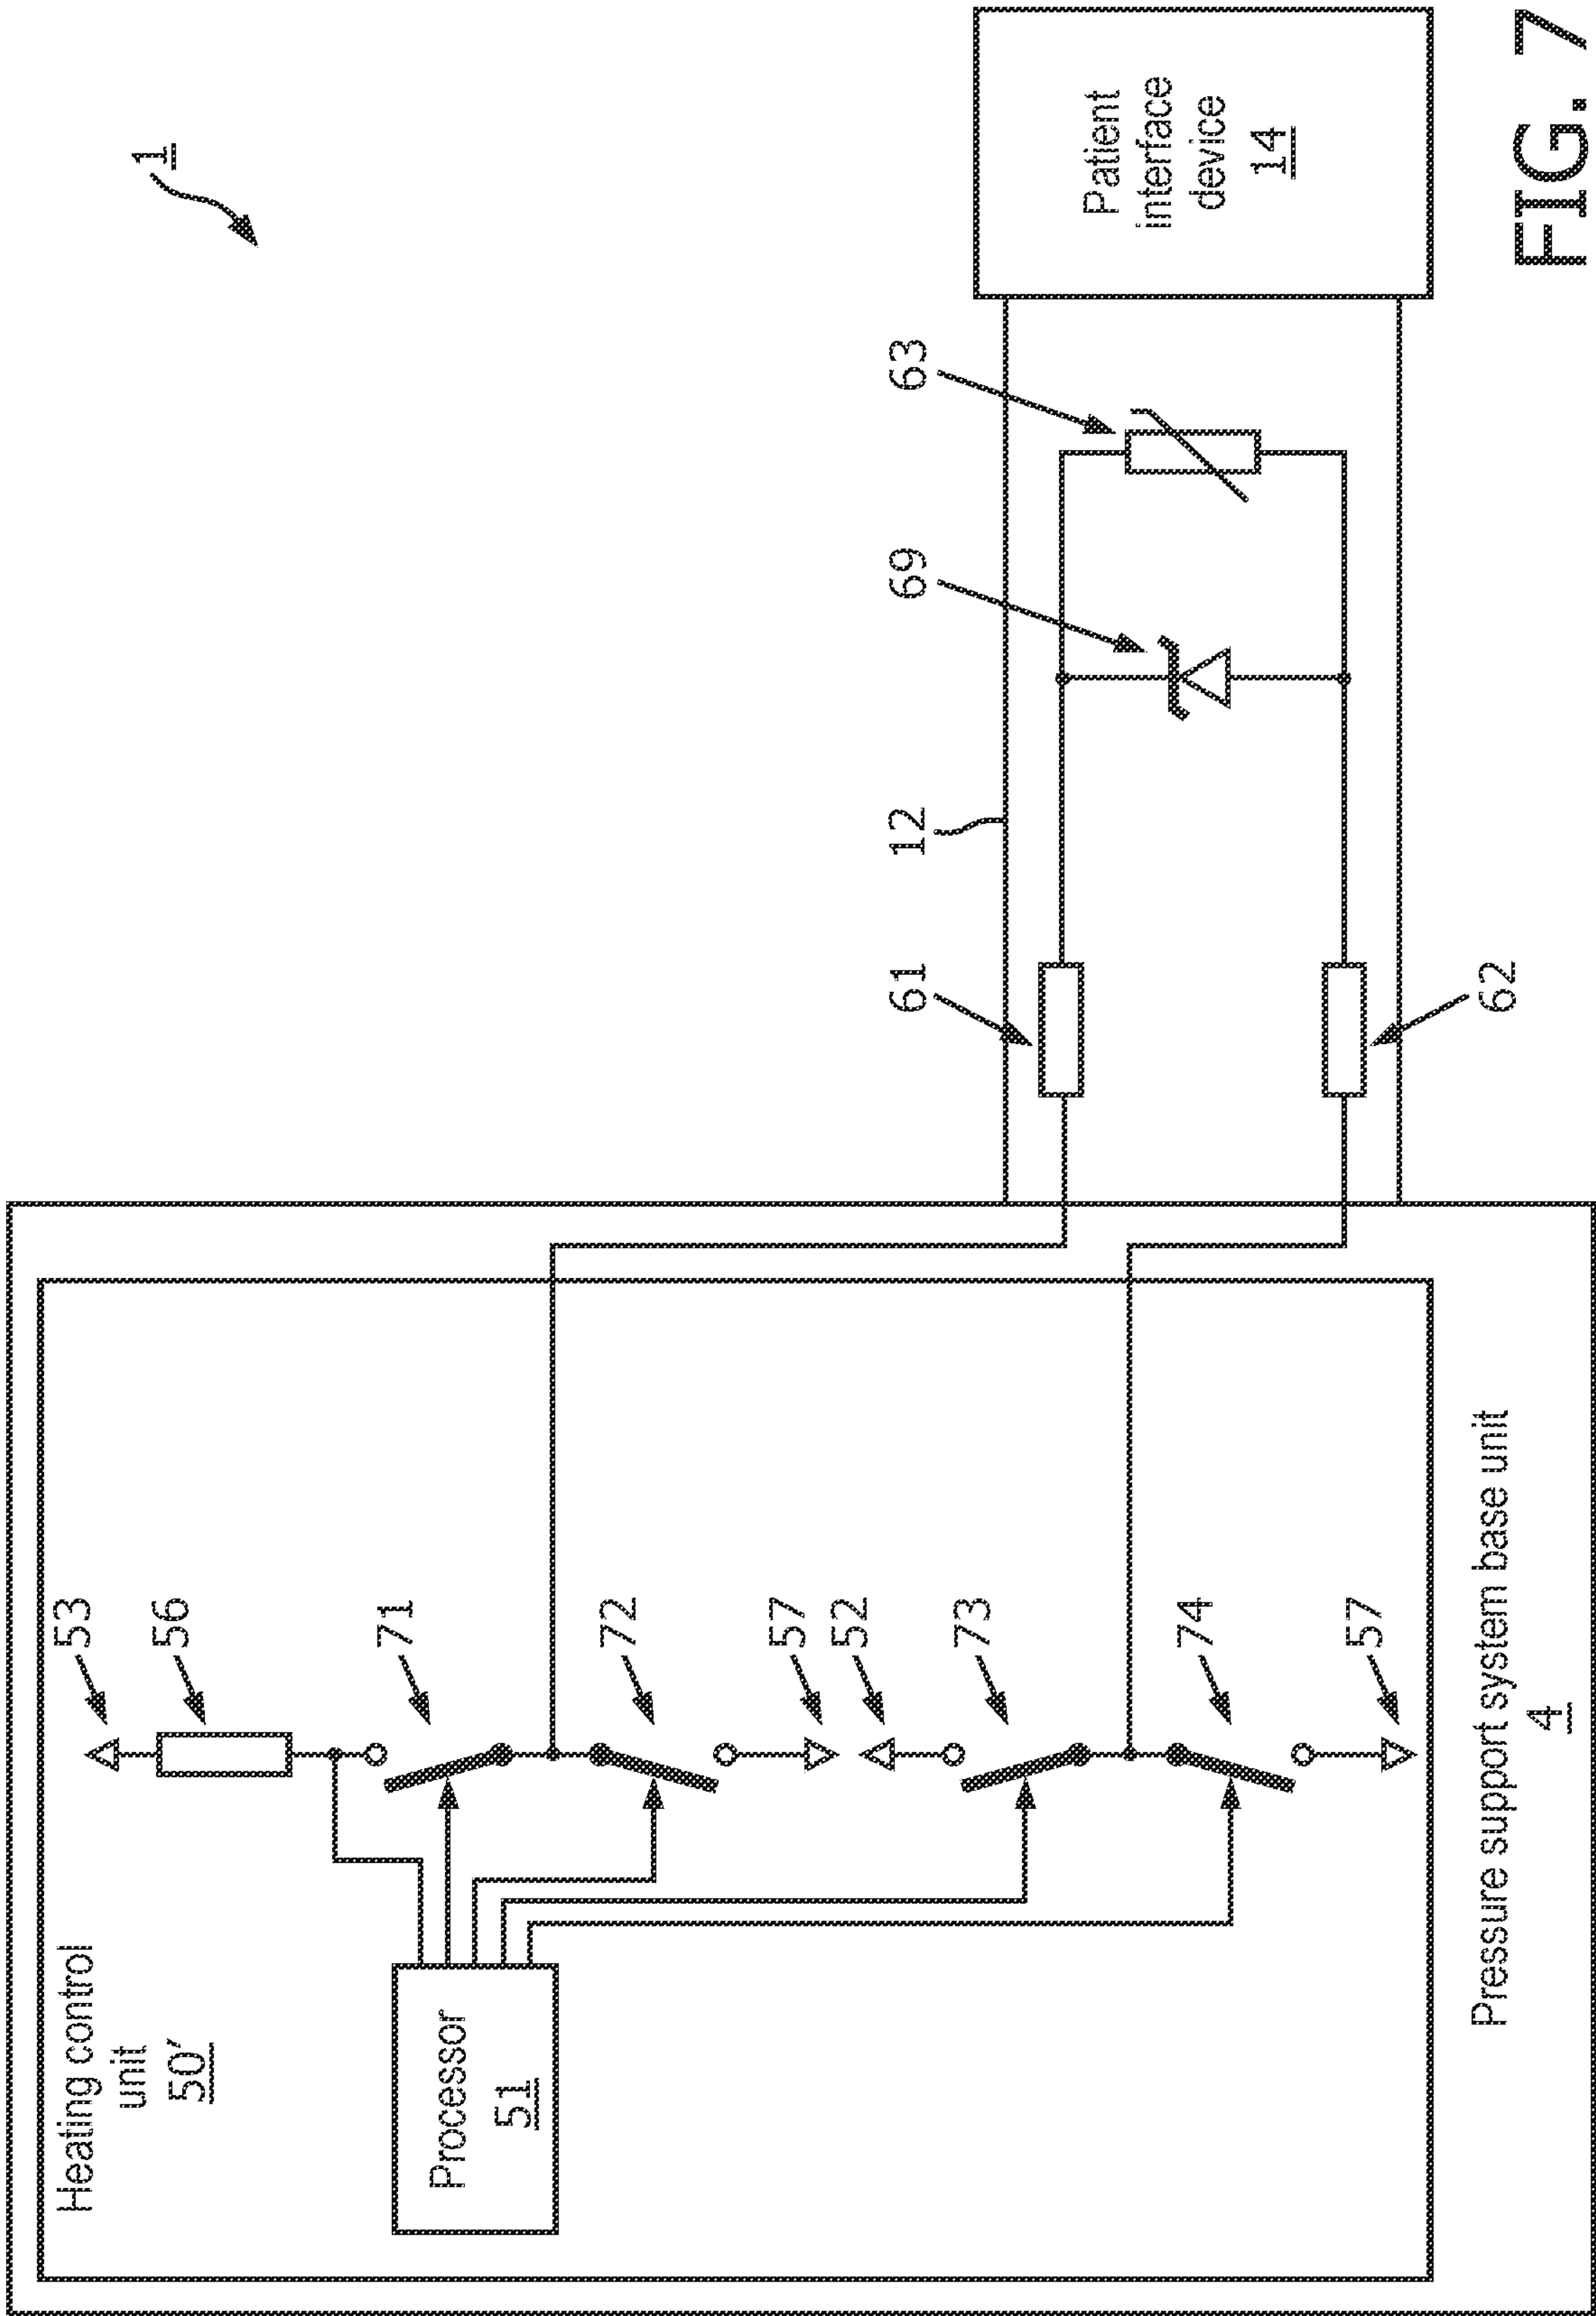 1
Heating control
unit
50′
53
56
71
72
57
52
73
74
57
Processor
51
Pressure support system base unit
4
12
61
62
69
63
Patient
interface
device
14
FIG. 7